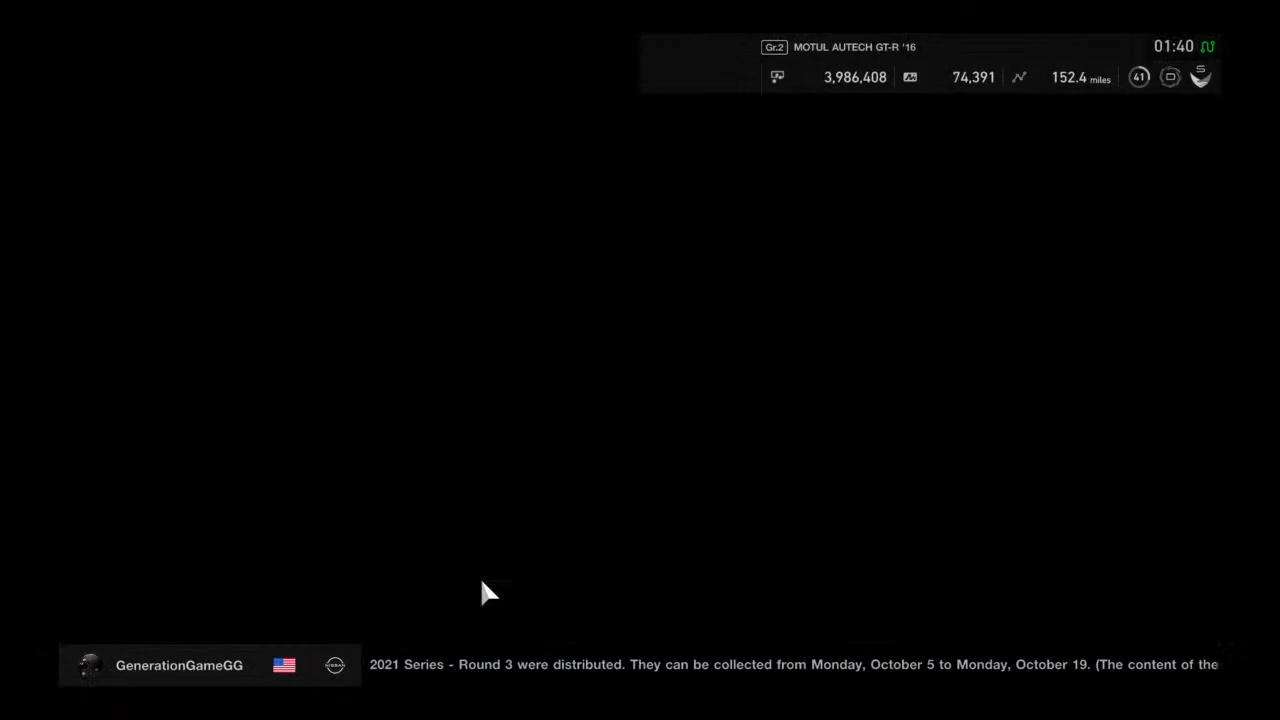 Gr.2 MOTUL AUTECH GT-R '16 01:40
3,986,408 74,391 152.4 miles 41 D S
GenerationGameGG NISSAN 2021 Series - Round 3 were distributed. They can be collected from Monday, October 5 to Monday, October 19. (The content of the